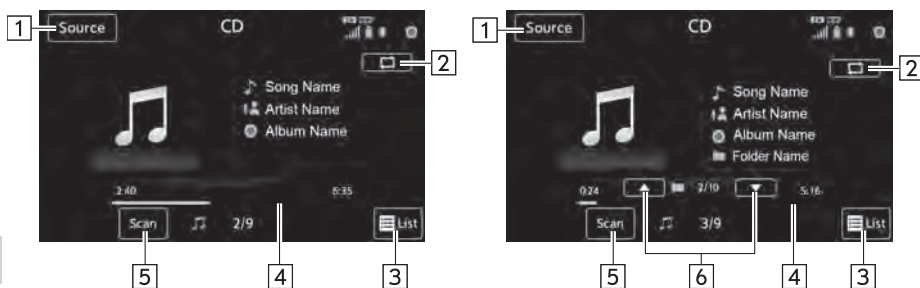 1 Source CD
2
Song Name
Artist Name
Album Name
2:40 6:35
Scan 2/9 List
5 4 3
1 Source CD
2
Song Name
Artist Name
Album Name
Folder Name
0:24 2/10 5:16
Scan 3/9 List
5 6 4 3